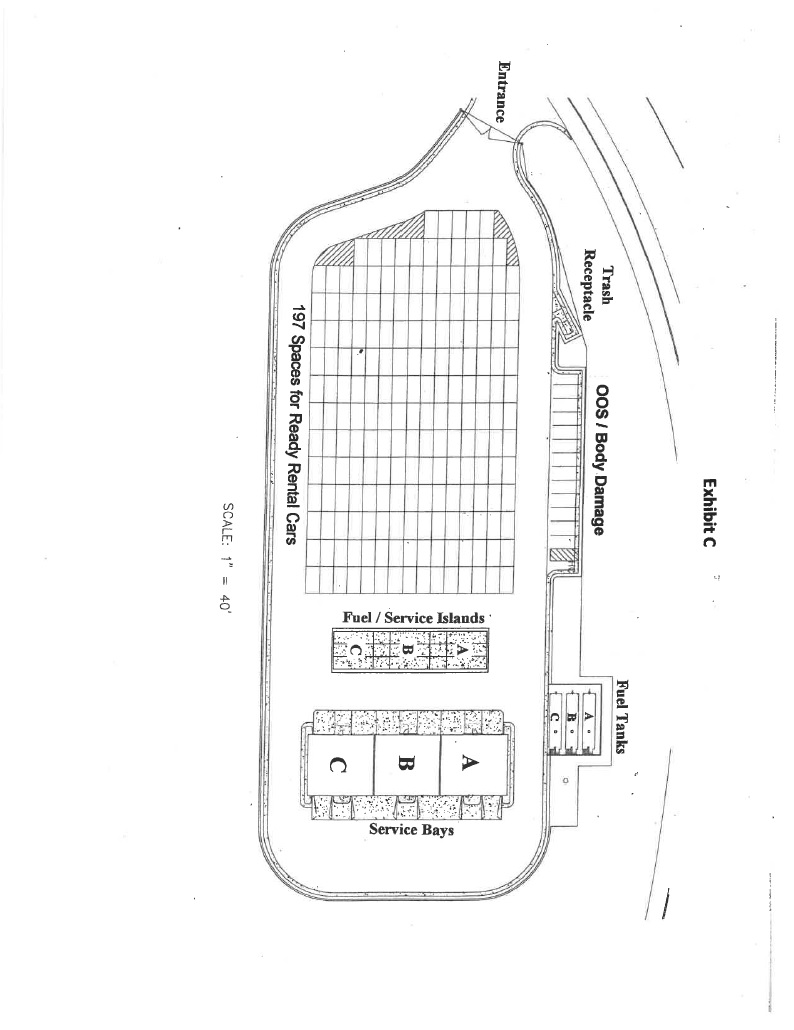 Exhibit C
Entrance
Trash
Receptacle
OOS / Body Damage
Fuel Tanks
A
B
C
197 Spaces for Ready Rental Cars
Fuel / Service Islands
A
B
C
A
B
C
Service Bays
SCALE: 1" = 40'